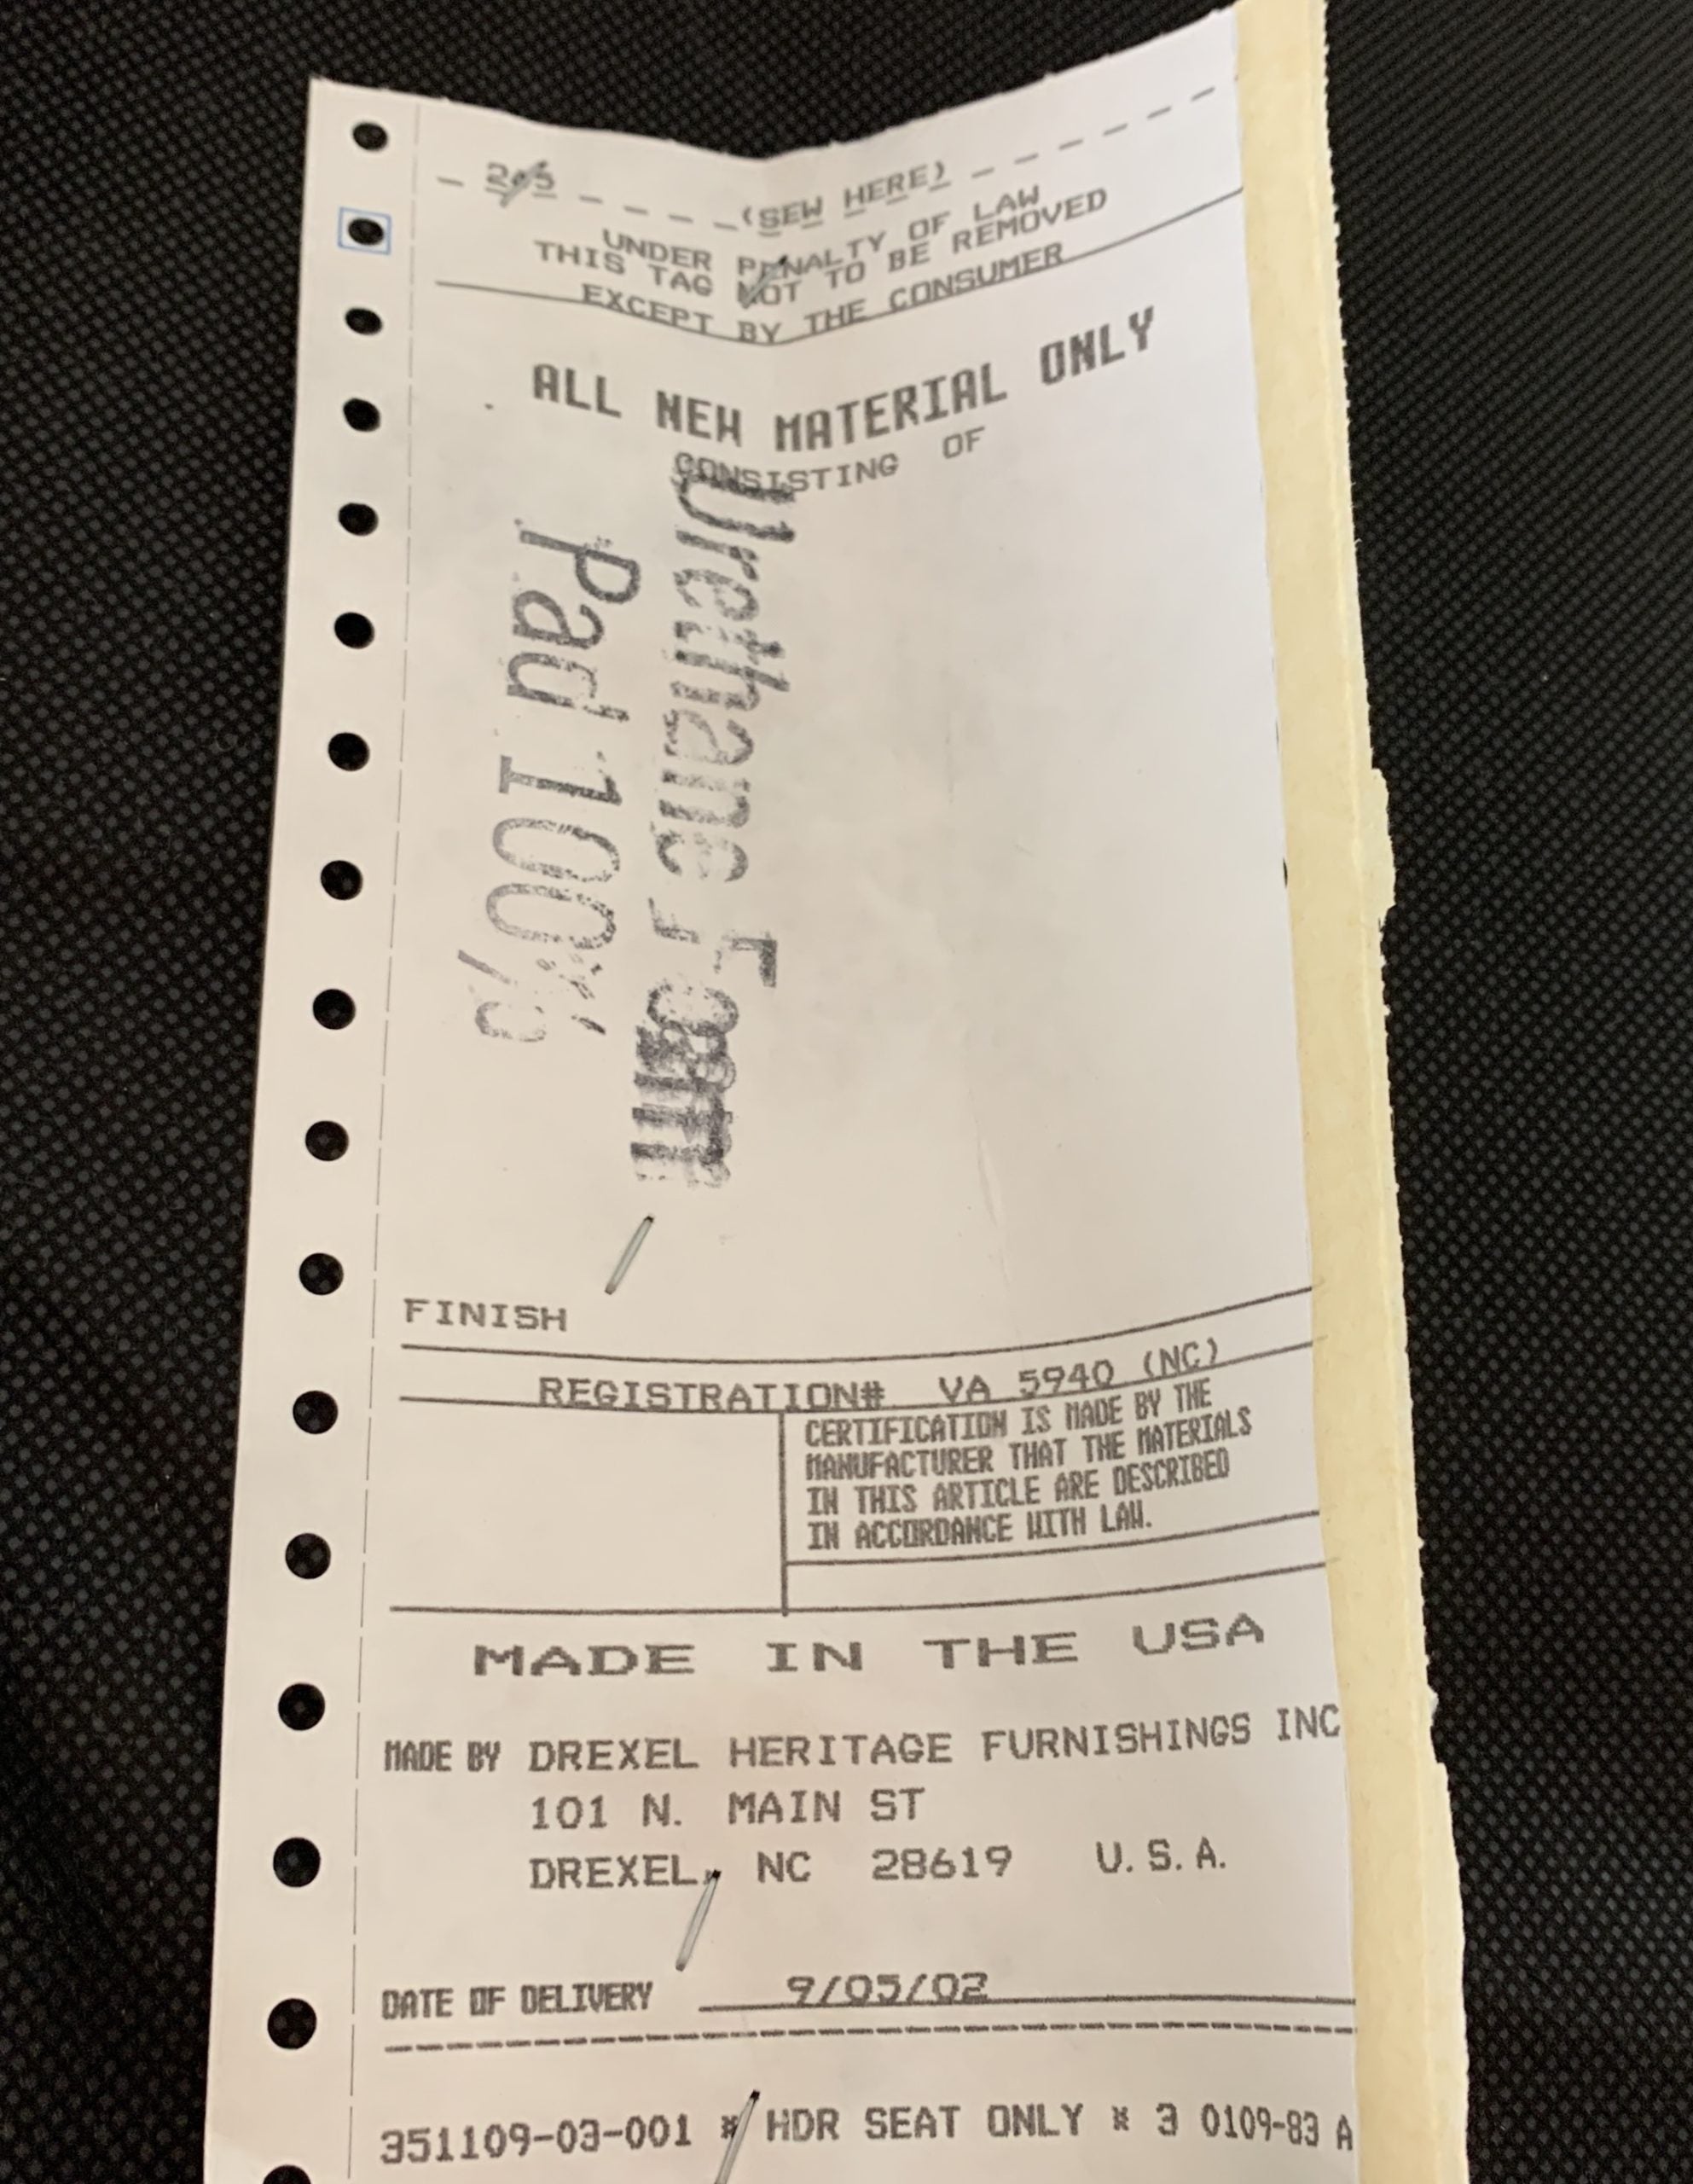 205
(SEW HERE)
UNDER PENALTY OF LAW
THIS TAG NOT TO BE REMOVED
EXCEPT BY THE CONSUMER
ALL NEW MATERIAL ONLY
CONSISTING OF
Urethane Foam
Pad 100%
FINISH
REGISTRATION# VA 5940 (NC)
CERTIFICATION IS MADE BY THE
MANUFACTURER THAT THE MATERIALS
IN THIS ARTICLE ARE DESCRIBED
IN ACCORDANCE WITH LAW.
MADE IN THE USA
MADE BY DREXEL HERITAGE FURNISHINGS INC
101 N. MAIN ST
DREXEL, NC 28619 U.S.A.
DATE OF DELIVERY 9/05/02
351109-03-001 * HDR SEAT ONLY * 3 0109-83 A